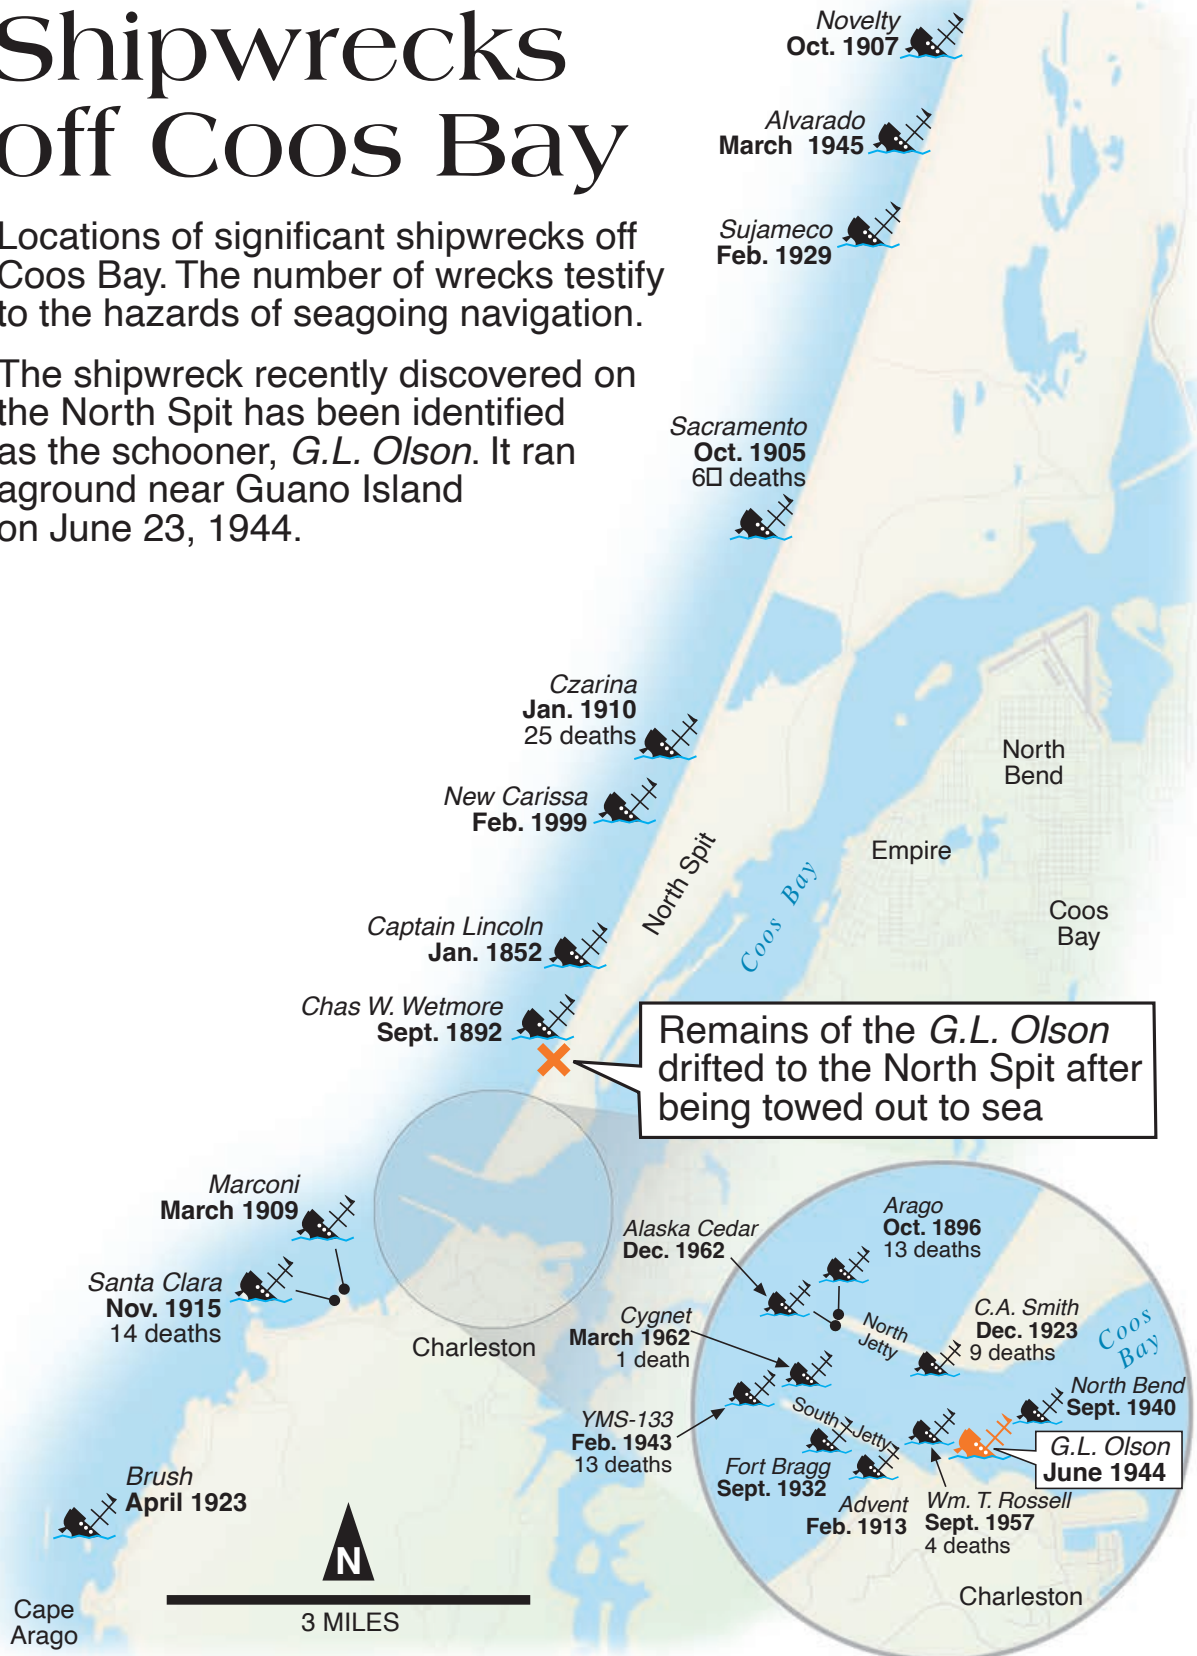 Shipwrecks
off Coos Bay
Locations of significant shipwrecks off
Coos Bay. The number of wrecks testify
to the hazards of seagoing navigation.
The shipwreck recently discovered on
the North Spit has been identified
as the schooner, G.L. Olson. It ran
aground near Guano Island
on June 23, 1944.
Novelty
Oct. 1907
Alvarado
March 1945
Sujameco
Feb. 1929
Sacramento
Oct. 1905
6□ deaths
Czarina
Jan. 1910
25 deaths
New Carissa
Feb. 1999
Captain Lincoln
Jan. 1852
Chas W. Wetmore
Sept. 1892
North Spit
Coos Bay
North
Bend
Empire
Coos
Bay
Remains of the G.L. Olson
drifted to the North Spit after
being towed out to sea
Marconi
March 1909
Santa Clara
Nov. 1915
14 deaths
Charleston
Brush
April 1923
Cape
Arago
N
3 MILES
Arago
Oct. 1896
13 deaths
Alaska Cedar
Dec. 1962
Cygnet
March 1962
1 death
North
Jetty
C.A. Smith
Dec. 1923
9 deaths
Coos
Bay
North Bend
Sept. 1940
YMS-133
Feb. 1943
13 deaths
South Jetty
G.L. Olson
June 1944
Fort Bragg
Sept. 1932
Advent
Feb. 1913
Wm. T. Rossell
Sept. 1957
4 deaths
Charleston